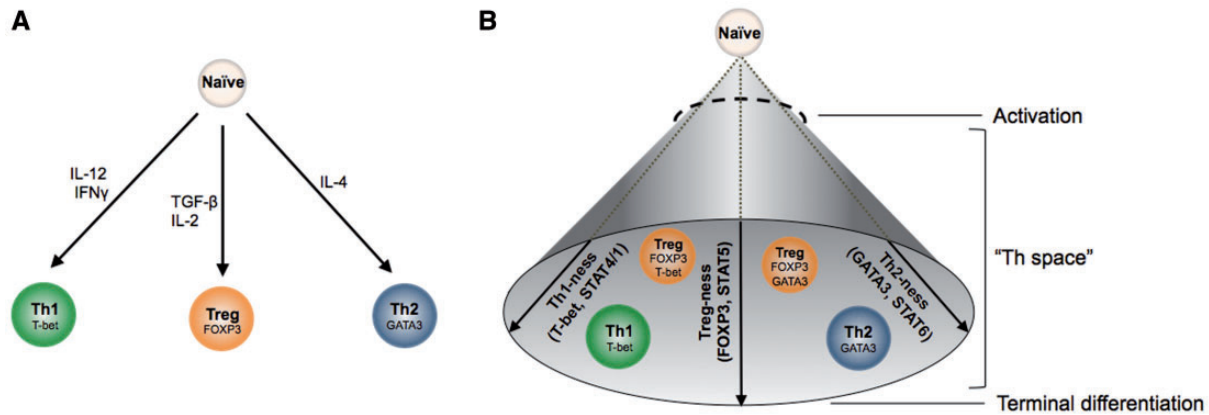 A
Naïve
IL-12
IFNγ
TGF-β
IL-2
IL-4
Th1
T-bet
Treg
FOXP3
Th2
GATA3
B
Naïve
Activation
"Th space"
Terminal differentiation
Th1-ness
(T-bet, STAT4/1)
Treg
FOXP3
T-bet
Treg-ness
(FOXP3, STAT5)
Treg
FOXP3
GATA3
Th2-ness
(GATA3, STAT6)
Th1
T-bet
Th2
GATA3